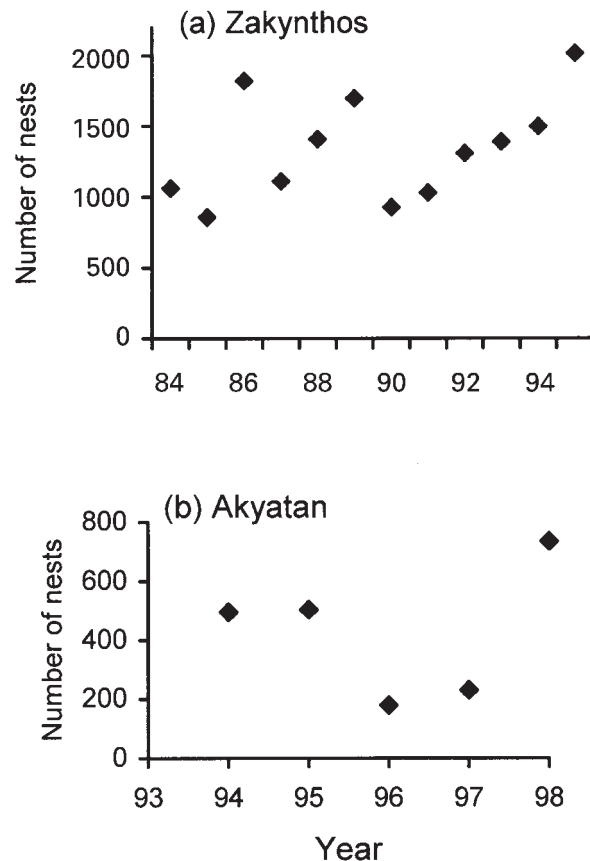 (a) Zakynthos
Number of nests
2000
1500
1000
500
0
84 86 88 90 92 94
(b) Akyatan
Number of nests
800
600
400
200
0
93 94 95 96 97 98
Year